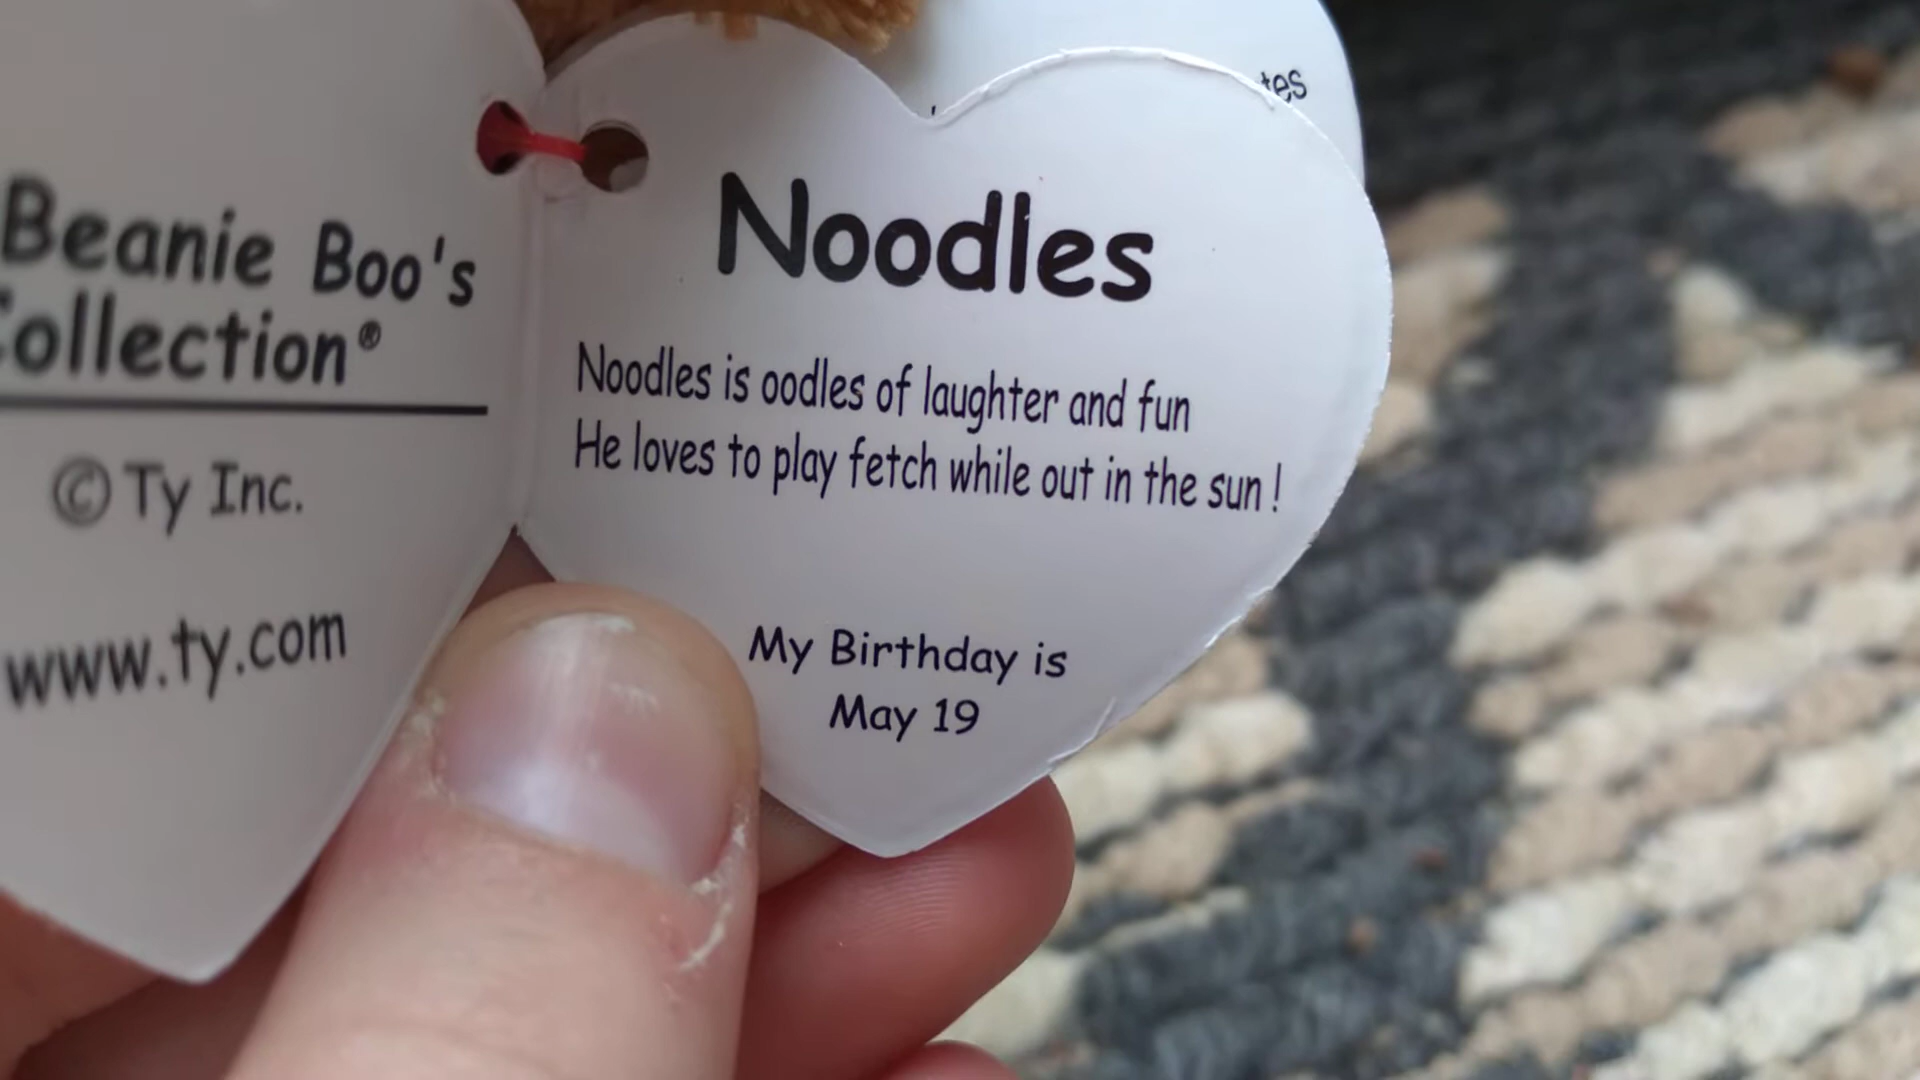 Beanie Boo's
Collection®
© Ty Inc.
www.ty.com
Noodles
Noodles is oodles of laughter and fun
He loves to play fetch while out in the sun!
My Birthday is
May 19